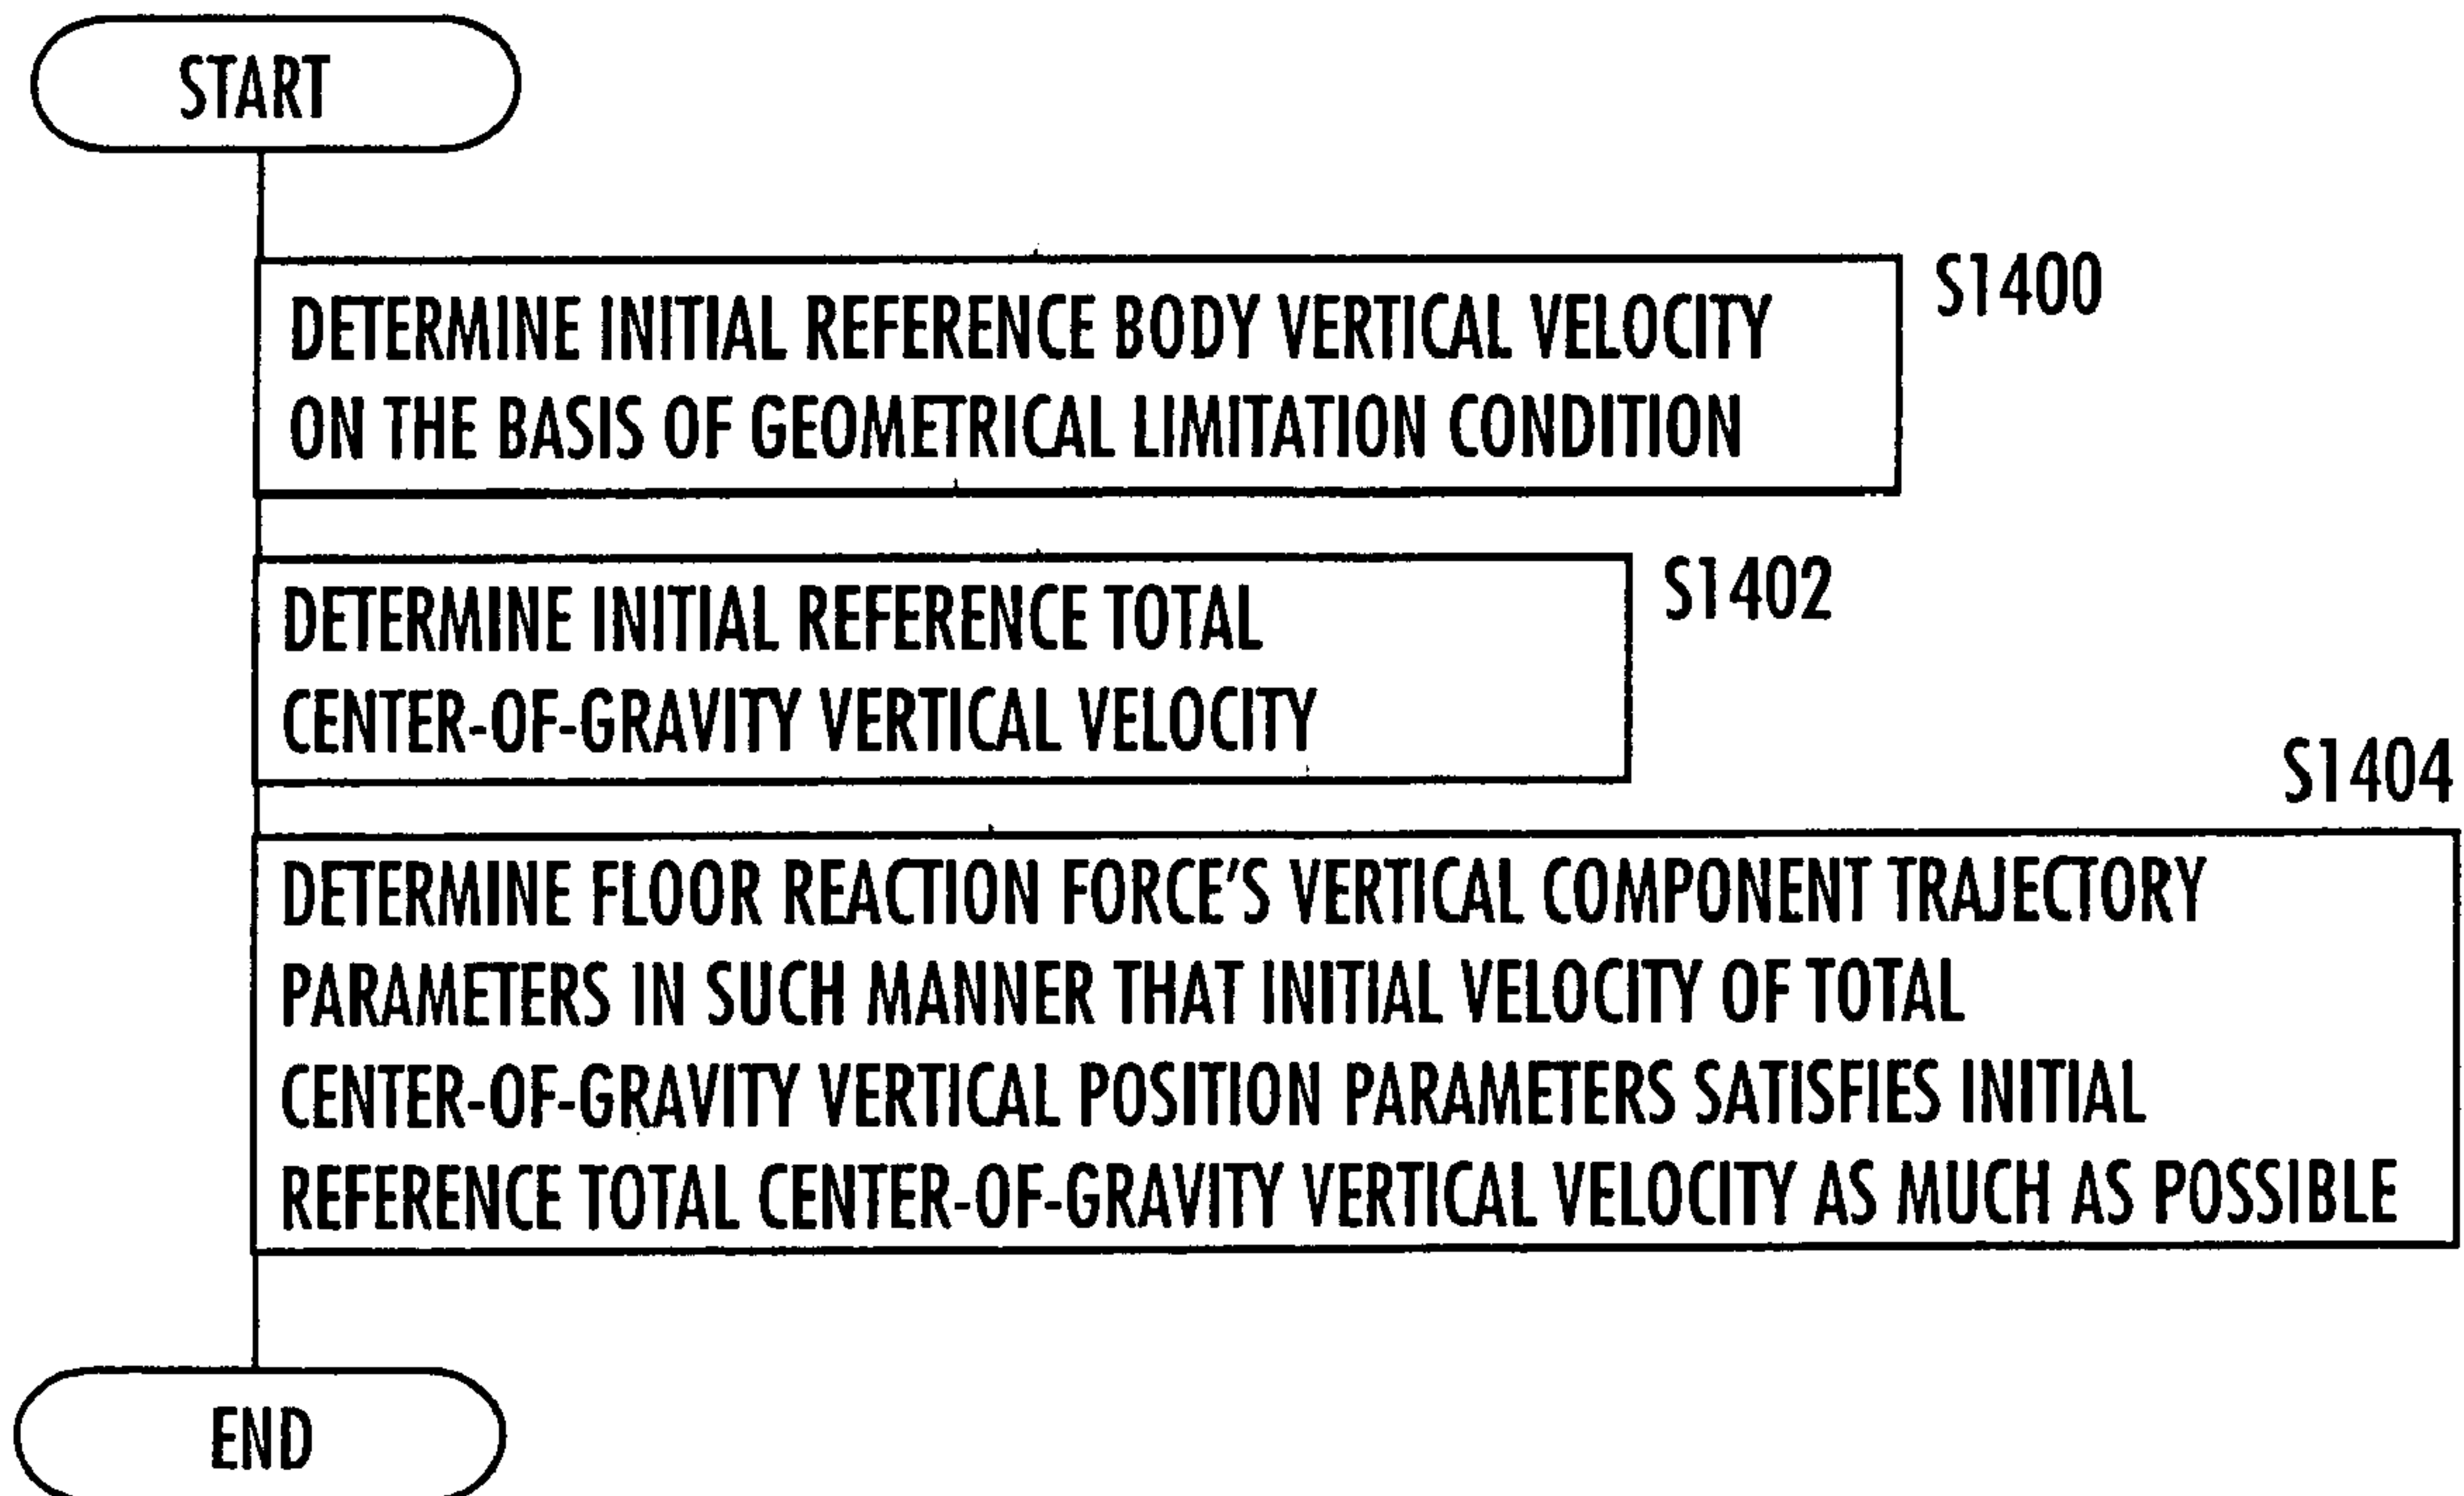 START
S1400
DETERMINE INITIAL REFERENCE BODY VERTICAL VELOCITY
ON THE BASIS OF GEOMETRICAL LIMITATION CONDITION
S1402
DETERMINE INITIAL REFERENCE TOTAL
CENTER-OF-GRAVITY VERTICAL VELOCITY
S1404
DETERMINE FLOOR REACTION FORCE'S VERTICAL COMPONENT TRAJECTORY
PARAMETERS IN SUCH MANNER THAT INITIAL VELOCITY OF TOTAL
CENTER-OF-GRAVITY VERTICAL POSITION PARAMETERS SATISFIES INITIAL
REFERENCE TOTAL CENTER-OF-GRAVITY VERTICAL VELOCITY AS MUCH AS POSSIBLE
END